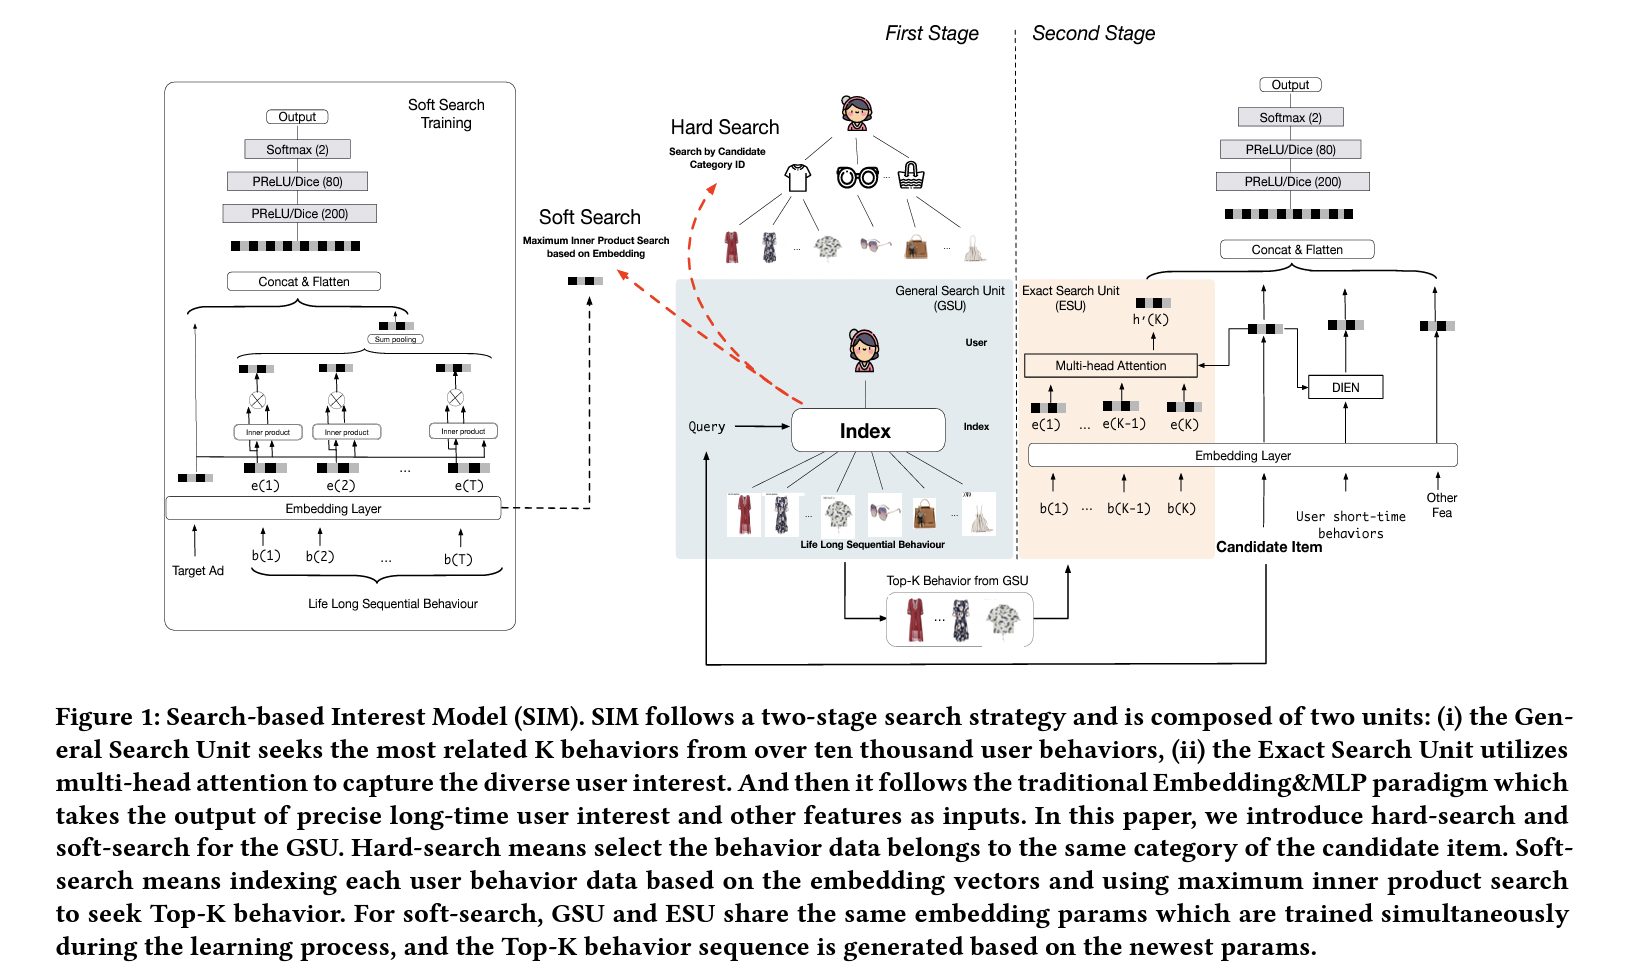 First Stage
Second Stage
Soft Search
Training
Output
Softmax (2)
PReLU/Dice (80)
PReLU/Dice (200)
Concat & Flatten
Sum pooling
Inner product
Inner product
Inner product
...
e(1)
e(2)
e(T)
Embedding Layer
Target Ad
b(1)
b(2)
...
b(T)
Life Long Sequential Behaviour
Hard Search
Search by Candidate
Category ID
Soft Search
Maximum Inner Product Search
based on Embedding
...
...
...
General Search Unit
(GSU)
User
Query
Index
Index
...
...
Life Long Sequential Behaviour
Top-K Behavior from GSU
...
Output
Softmax (2)
PReLU/Dice (80)
PReLU/Dice (200)
Concat & Flatten
Exact Search Unit
(ESU)
h'(K)
Multi-head Attention
DIEN
e(1)
...
e(K-1)
e(K)
Embedding Layer
b(1)
...
b(K-1)
b(K)
User short-time
behaviors
Other
Fea
Candidate Item
Figure 1: Search-based Interest Model (SIM). SIM follows a two-stage search strategy and is composed of two units: (i) the Gen-
eral Search Unit seeks the most related K behaviors from over ten thousand user behaviors, (ii) the Exact Search Unit utilizes
multi-head attention to capture the diverse user interest. And then it follows the traditional Embedding&MLP paradigm which
takes the output of precise long-time user interest and other features as inputs. In this paper, we introduce hard-search and
soft-search for the GSU. Hard-search means select the behavior data belongs to the same category of the candidate item. Soft-
search means indexing each user behavior data based on the embedding vectors and using maximum inner product search
to seek Top-K behavior. For soft-search, GSU and ESU share the same embedding params which are trained simultaneously
during the learning process, and the Top-K behavior sequence is generated based on the newest params.